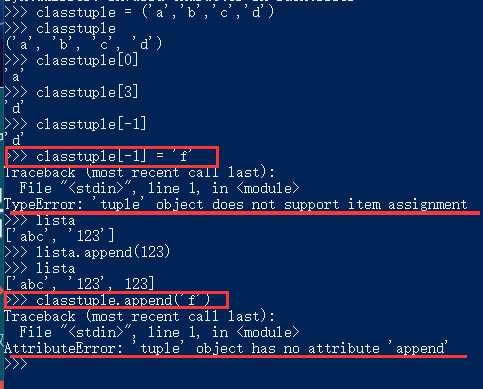 >>> classtuple = ('a','b','c','d')
>>> classtuple
('a', 'b', 'c', 'd')
>>> classtuple[0]
'a'
>>> classtuple[3]
'd'
>>> classtuple[-1]
'd'
>>> classtuple[-1] = 'f'
Traceback (most recent call last):
  File "<stdin>", line 1, in <module>
TypeError: 'tuple' object does not support item assignment
>>> lista
['abc', '123']
>>> lista.append(123)
>>> lista
['abc', '123', 123]
>>> classtuple.append('f')
Traceback (most recent call last):
  File "<stdin>", line 1, in <module>
AttributeError: 'tuple' object has no attribute 'append'
>>>